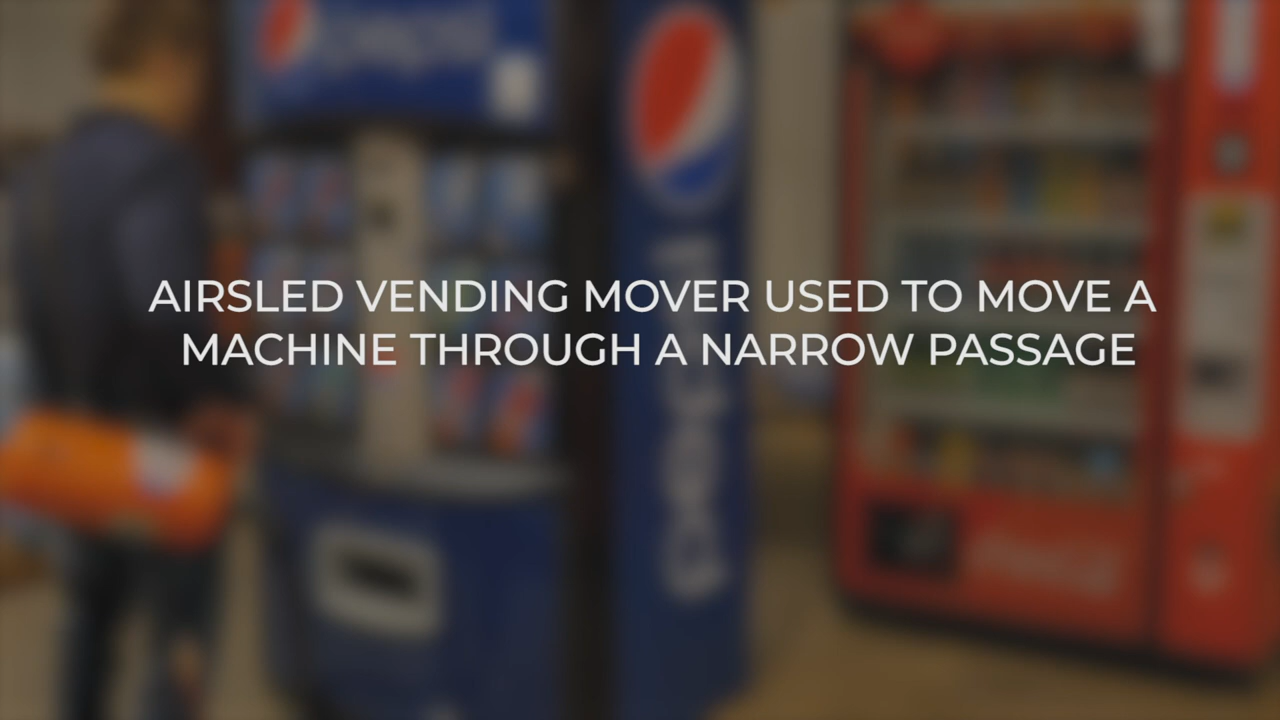 AIRSLED VENDING MOVER USED TO MOVE A
MACHINE THROUGH A NARROW PASSAGE